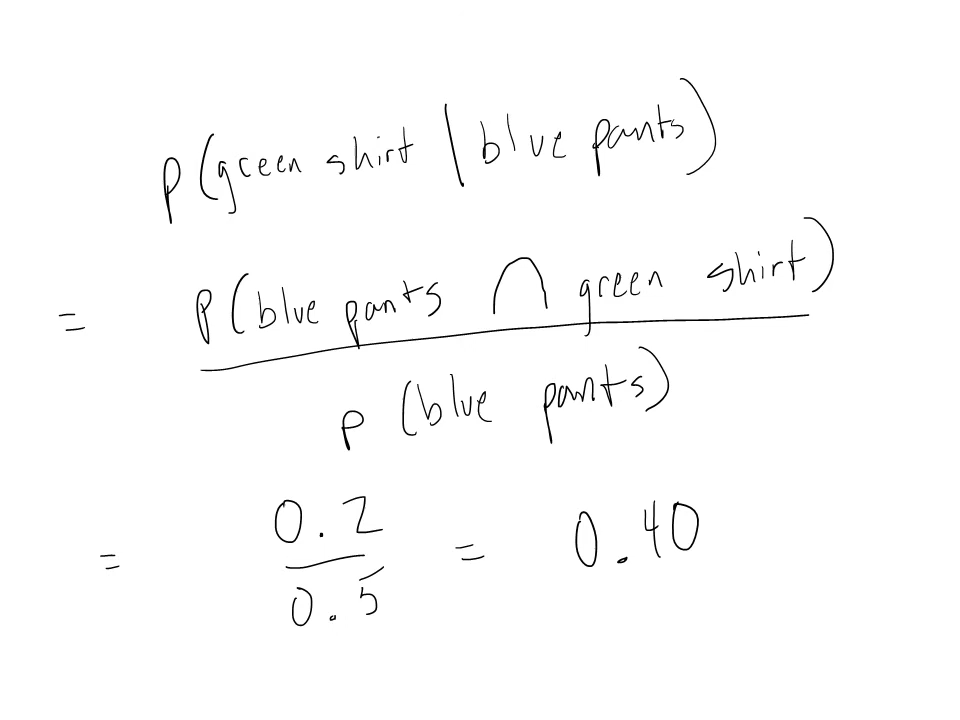 P(green shirt | blue pants)
= P(blue pants ∩ green shirt)
P (blue pants)
= 0.2 = 0.40
0.5